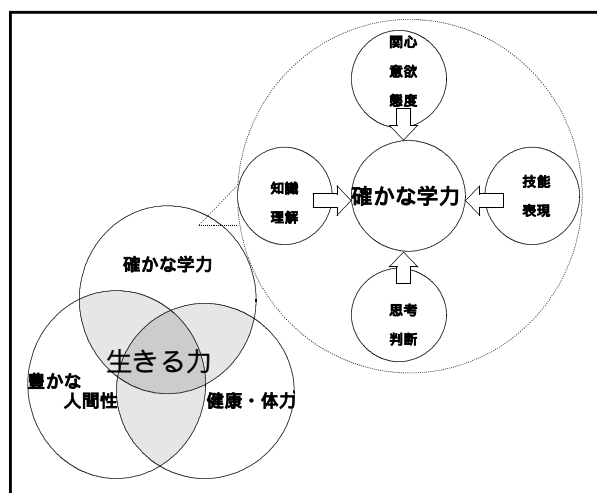 関心
意欲
態度
知識
理解
確かな学力
技能
表現
思考
判断
確かな学力
生きる力
豊かな
人間性
健康・体力